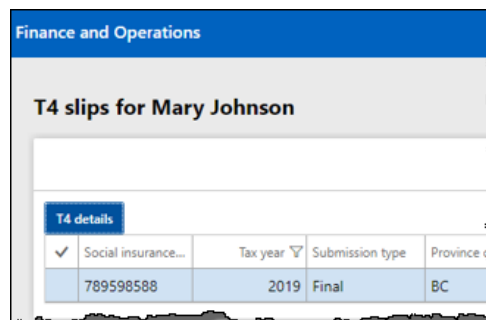 Finance and Operations
T4 slips for Mary Johnson
T4 details
Social insurance... Tax year Submission type Province
789598588 2019 Final BC